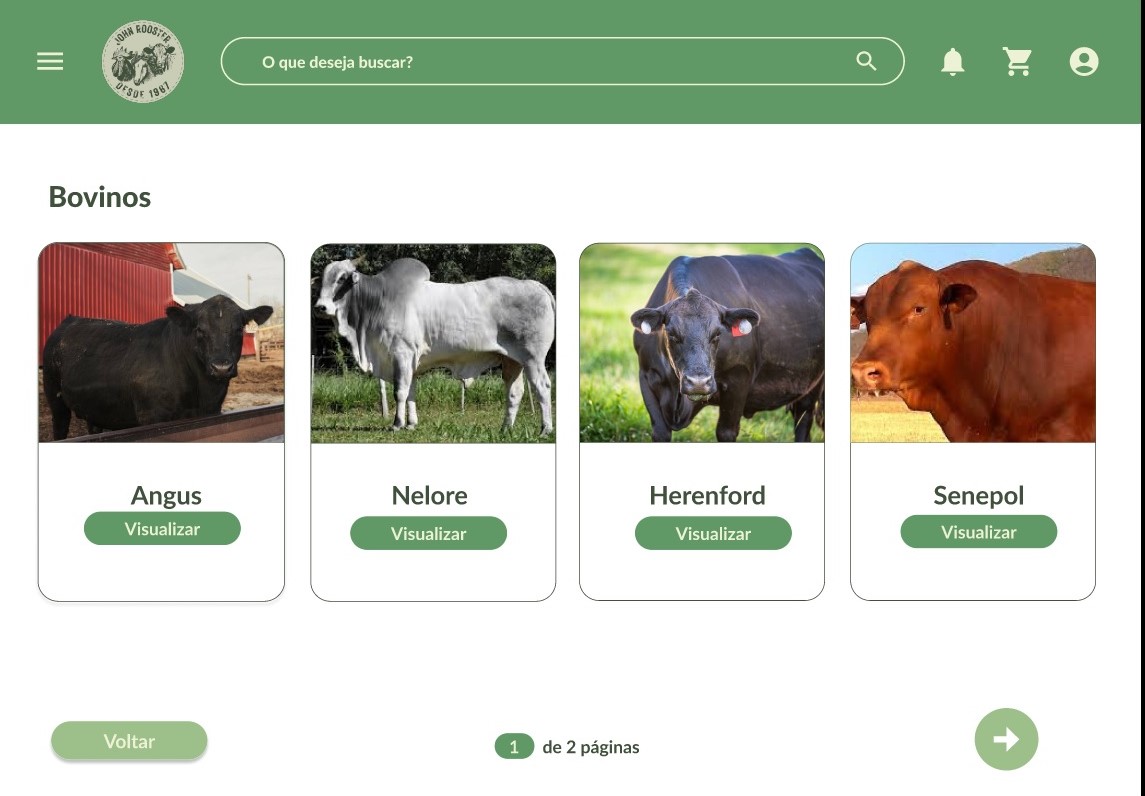 JOHN ROOSTER
DESDE 1987
O que deseja buscar?
Bovinos
Angus
Nelore
Herenford
Senepol
Visualizar
Visualizar
Visualizar
Visualizar
Voltar
1 de 2 páginas